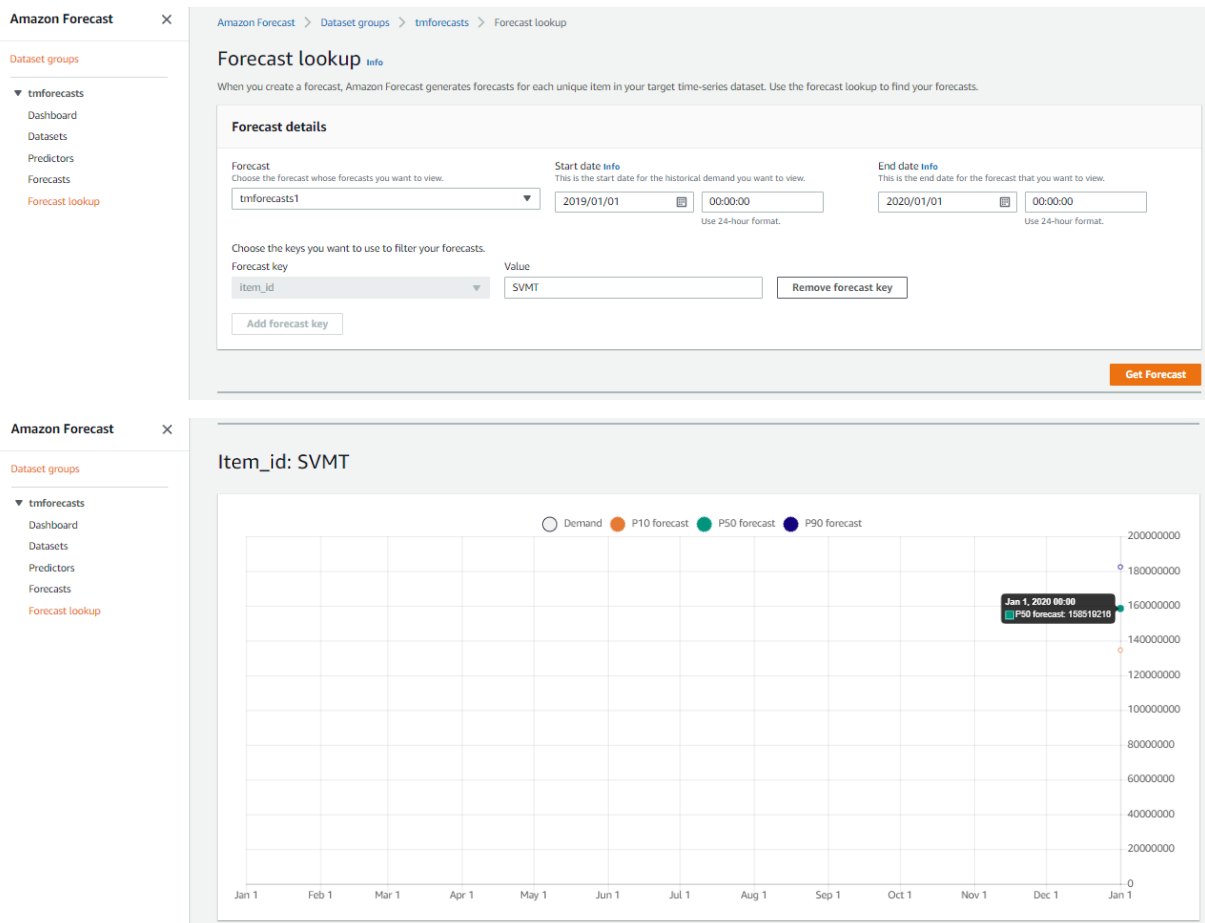 Amazon Forecast
Amazon Forecast > Dataset groups > tmforecasts > Forecast lookup
Dataset groups
tmforecasts
Dashboard
Datasets
Predictors
Forecasts
Forecast lookup
Forecast lookup Info
When you create a forecast, Amazon Forecast generates forecasts for each unique item in your target time-series dataset. Use the forecast lookup to find your forecasts.
Forecast details
Forecast
Choose the forecast whose forecasts you want to view.
tmforecasts1
Start date Info
This is the start date for the historical demand you want to view.
2019/01/01
00:00:00
Use 24-hour format.
End date Info
This is the end date for the forecast that you want to view.
2020/01/01
00:00:00
Use 24-hour format.
Choose the keys you want to use to filter your forecasts.
Forecast key
item_id
Value
SVMT
Remove forecast key
Add forecast key
Get Forecast
Amazon Forecast
Dataset groups
tmforecasts
Dashboard
Datasets
Predictors
Forecasts
Forecast lookup
Item_id: SVMT
Demand P10 forecast P50 forecast P90 forecast
200000000
180000000
160000000
140000000
120000000
100000000
80000000
60000000
40000000
20000000
0
Jan 1, 2020 00:00
P50 forecast: 158519216
Jan 1 Feb 1 Mar 1 Apr 1 May 1 Jun 1 Jul 1 Aug 1 Sep 1 Oct 1 Nov 1 Dec 1 Jan 1